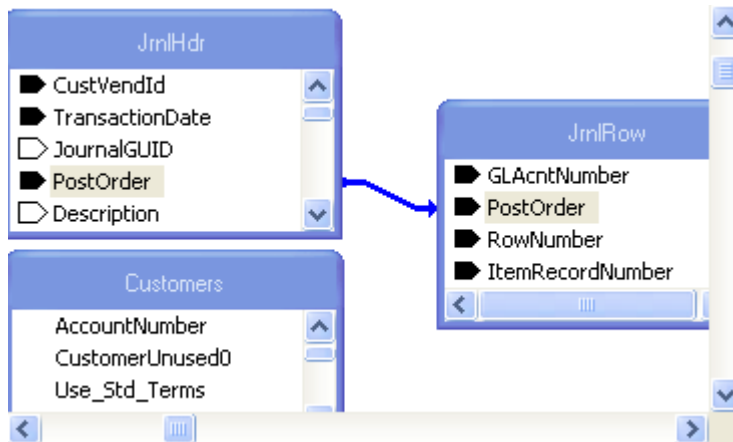 JrnlHdr
CustVendId
TransactionDate
JournalGUID
PostOrder
Description
JrnlRow
GLAcntNumber
PostOrder
RowNumber
ItemRecordNumber
Customers
AccountNumber
CustomerUnused0
Use_Std_Terms